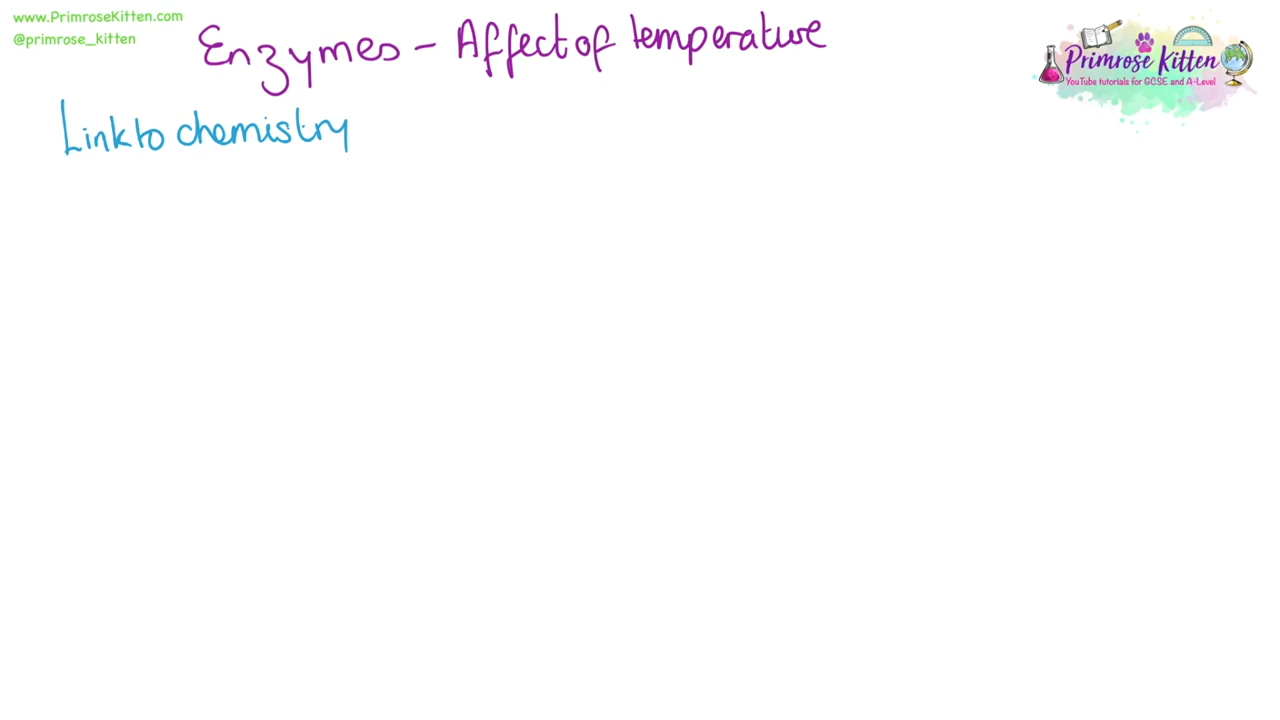 www.PrimroseKitten.com
@primrose_kitten
Enzymes - Affect of temperature
Primrose Kitten
YouTube tutorials for GCSE and A-Level
Link to chemistry